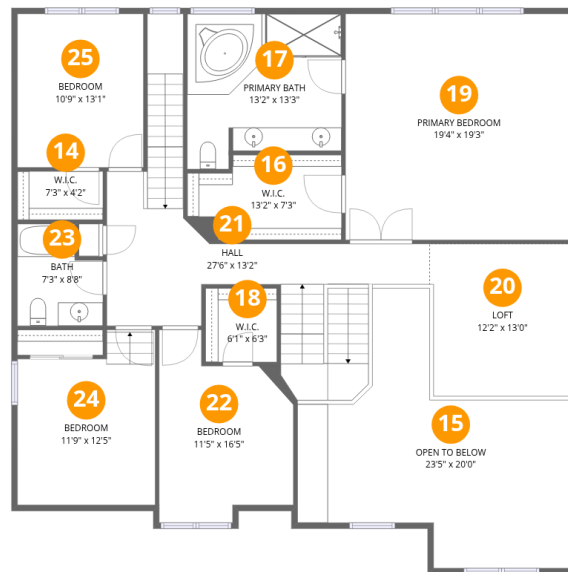 25
BEDROOM
10'9" x 13'1"
17
PRIMARY BATH
13'2" x 13'3"
19
PRIMARY BEDROOM
19'4" x 19'3"
14
W.I.C.
7'3" x 4'2"
16
W.I.C.
13'2" x 7'3"
21
HALL
27'6" x 13'2"
23
BATH
7'3" x 8'8"
18
W.I.C.
6'1" x 6'3"
20
LOFT
12'2" x 13'0"
24
BEDROOM
11'9" x 12'5"
22
BEDROOM
11'5" x 16'5"
15
OPEN TO BELOW
23'5" x 20'0"